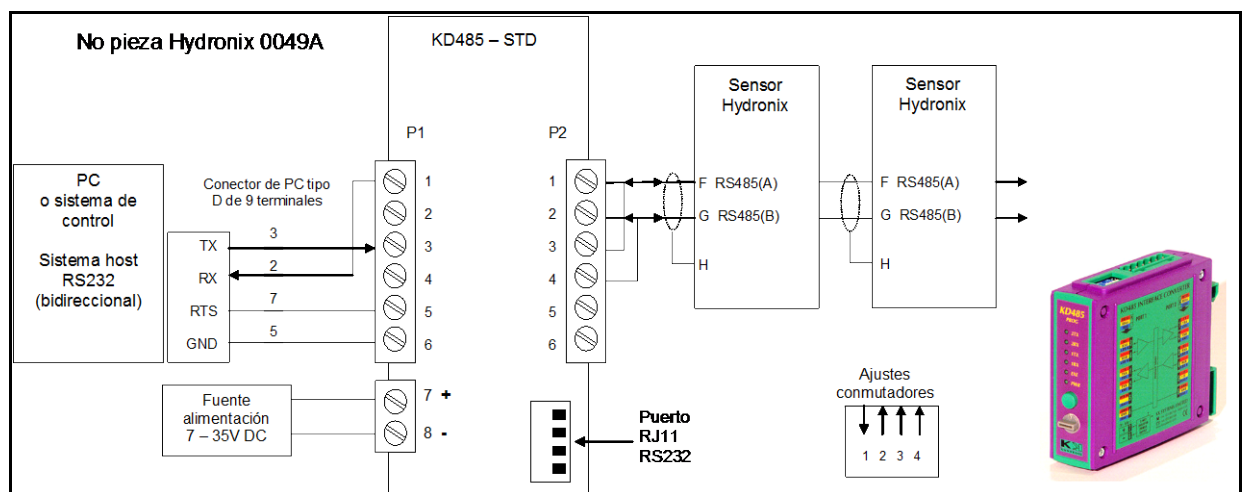 No pieza Hydronix 0049A
KD485 – STD
P1
P2
PC
o sistema de
control
Sistema host
RS232
(bidireccional)
Conector de PC tipo
D de 9 terminales
TX
3
RX
2
RTS
7
GND
5
1
2
3
4
5
6
7 +
8 -
Fuente
alimentación
7 – 35V DC
1
2
3
4
5
6
Puerto
RJ11
RS232
Sensor
Hydronix
F RS485(A)
G RS485(B)
H
Sensor
Hydronix
F RS485(A)
G RS485(B)
H
Ajustes
conmutadores
1 2 3 4
KD485
KD485 INTERFACE CONVERTER